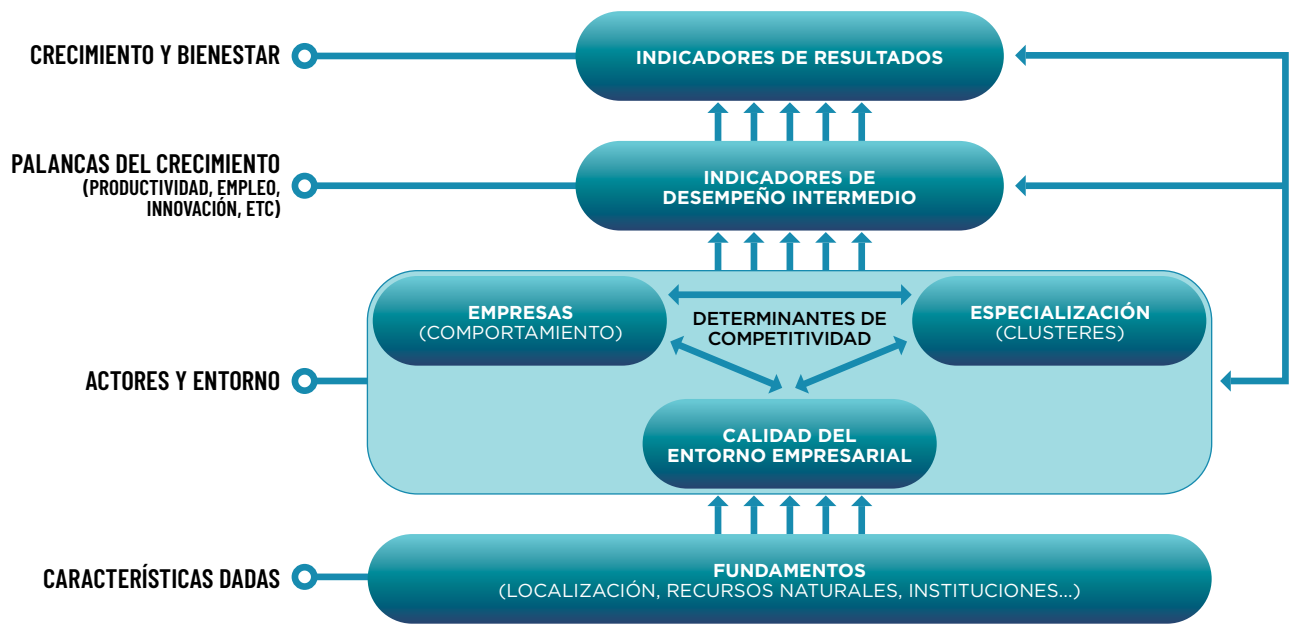 CRECIMIENTO Y BIENESTAR
INDICADORES DE RESULTADOS
PALANCAS DEL CRECIMIENTO
(PRODUCTIVIDAD, EMPLEO,
INNOVACIÓN, ETC)
INDICADORES DE
DESEMPEÑO INTERMEDIO
EMPRESAS
(COMPORTAMIENTO)
DETERMINANTES DE
COMPETITIVIDAD
ESPECIALIZACIÓN
(CLUSTERES)
ACTORES Y ENTORNO
CALIDAD DEL
ENTORNO EMPRESARIAL
CARACTERÍSTICAS DADAS
FUNDAMENTOS
(LOCALIZACIÓN, RECURSOS NATURALES, INSTITUCIONES...)